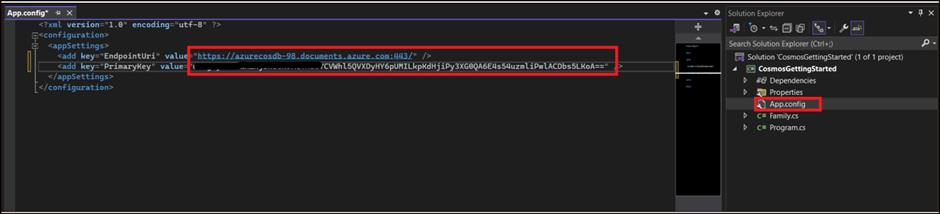 App.config*
<?xml version="1.0" encoding="utf-8" ?>
<configuration>
<appSettings>
<add key="EndpointUri" value="https://azurecosdb-98.documents.azure.com:443/" />
<add key="PrimaryKey" value="/CVWhl5QVXDyHY6pUMILkpKdHjiPy3XG0QA6E4s54uzmliPwlACDbs5LKoA==" />
</appSettings>
</configuration>
Solution Explorer
Search Solution Explorer (Ctrl+;)
Solution 'CosmosGettingStarted' (1 of 1 project)
CosmosGettingStarted
Dependencies
Properties
App.config
C# Family.cs
C# Program.cs